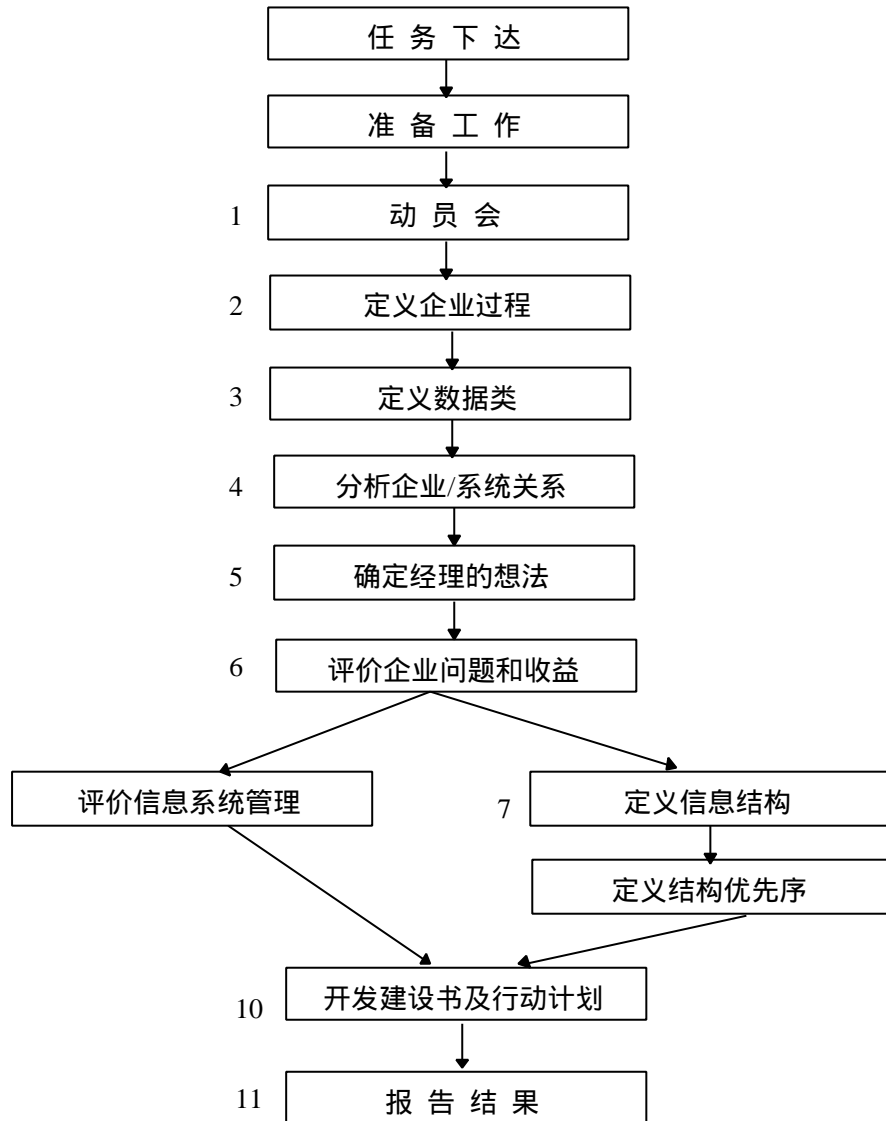 任 务 下 达
准 备 工 作
1 动 员 会
2 定义企业过程
3 定义数据类
4 分析企业/系统关系
5 确定经理的想法
6 评价企业问题和收益
评价信息系统管理
7 定义信息结构
定义结构优先序
10 开发建设书及行动计划
11 报 告 结 果